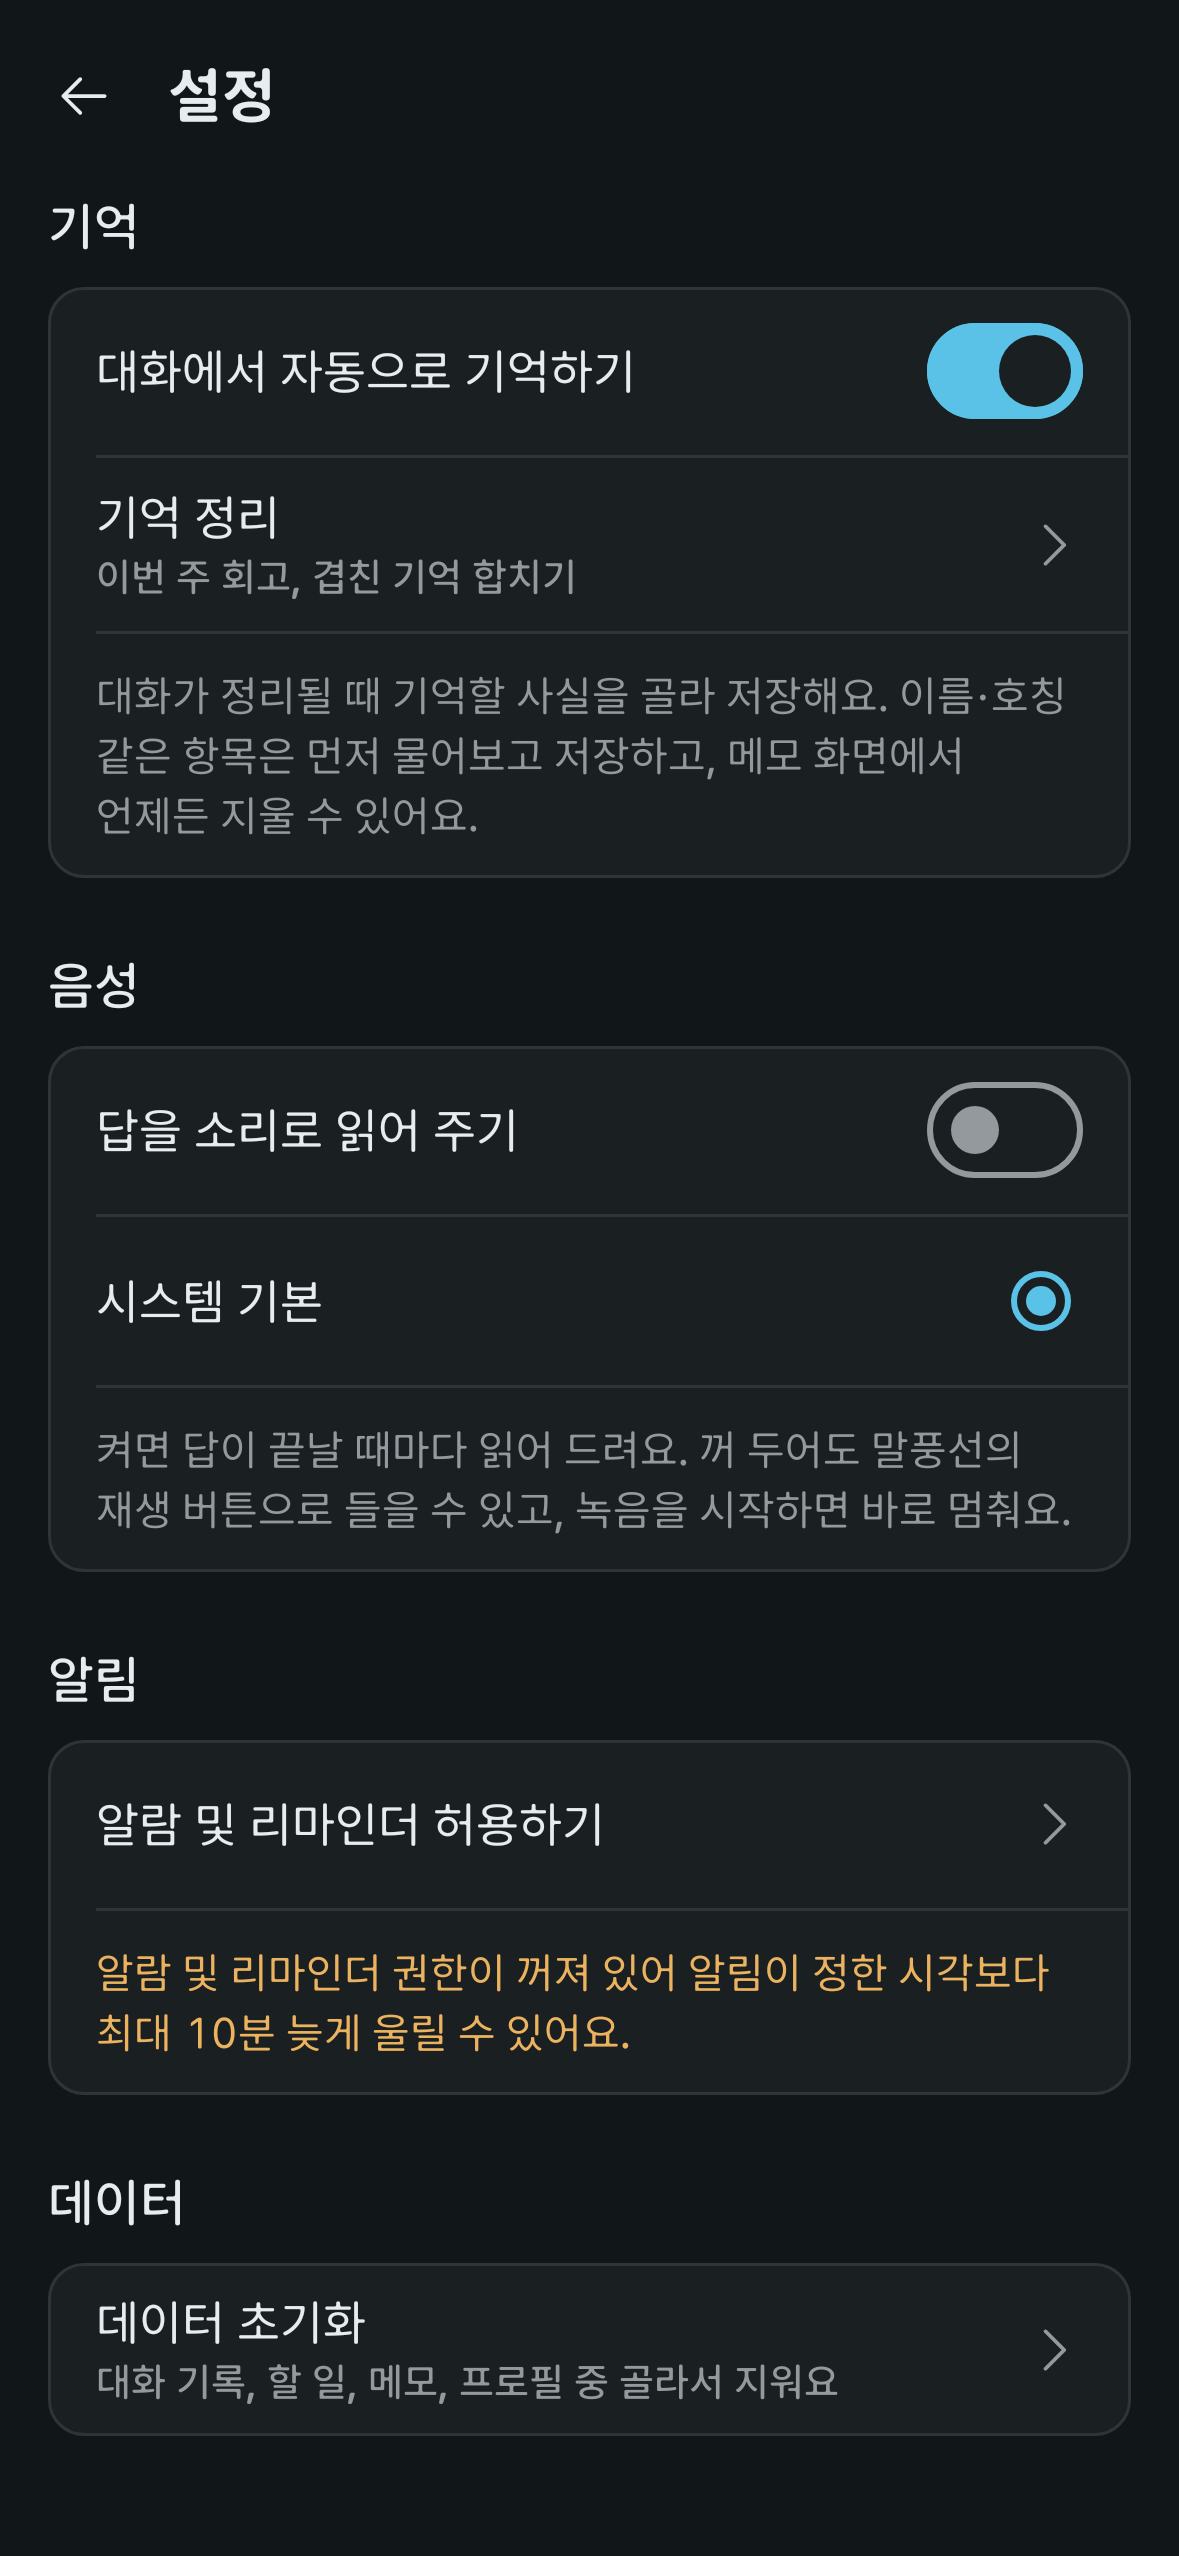 설정
기억
대화에서 자동으로 기억하기
기억 정리
이번 주 회고, 겹친 기억 합치기
대화가 정리될 때 기억할 사실을 골라 저장해요. 이름·호칭
같은 항목은 먼저 물어보고 저장하고, 메모 화면에서
언제든 지울 수 있어요.
음성
답을 소리로 읽어 주기
시스템 기본
켜면 답이 끝날 때마다 읽어 드려요. 꺼 두어도 말풍선의
재생 버튼으로 들을 수 있고, 녹음을 시작하면 바로 멈춰요.
알림
알람 및 리마인더 허용하기
알람 및 리마인더 권한이 꺼져 있어 알림이 정한 시각보다
최대 10분 늦게 울릴 수 있어요.
데이터
데이터 초기화
대화 기록, 할 일, 메모, 프로필 중 골라서 지워요